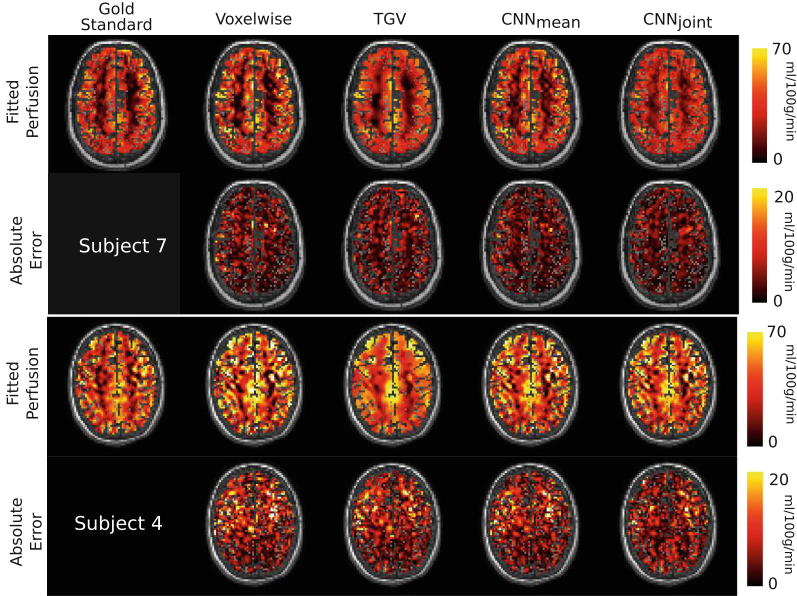 Gold
Standard
Voxelwise
TGV
CNNmean
CNNjoint
Fitted
Perfusion
70
ml/100g/min
0
Absolute
Error
Subject 7
20
ml/100g/min
0
Fitted
Perfusion
70
ml/100g/min
0
Absolute
Error
Subject 4
20
ml/100g/min
0